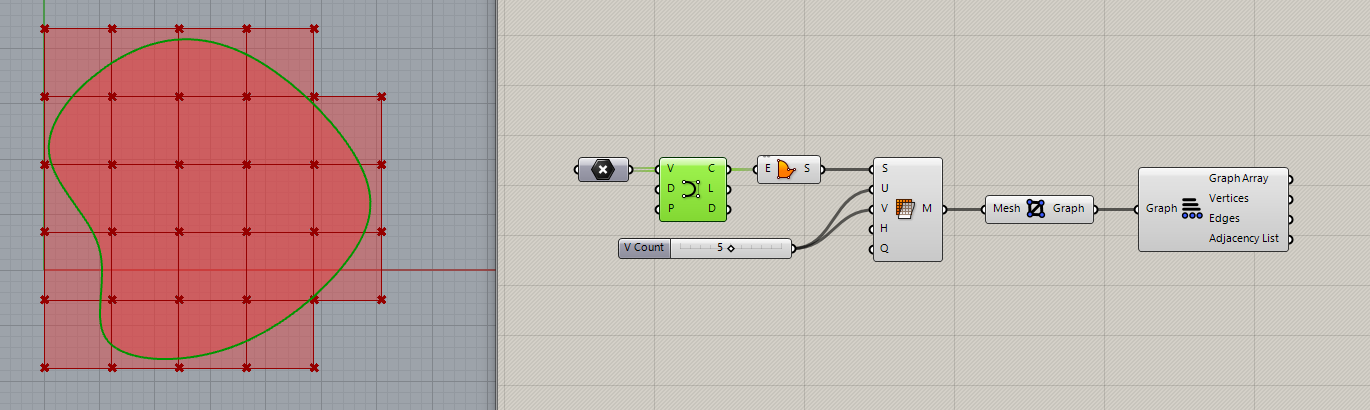 V C
D L
P D
E S
V Count 5
S
U
V M
H
Q
Mesh Graph
Graph Array
Vertices
Graph
Edges
Adjacency List